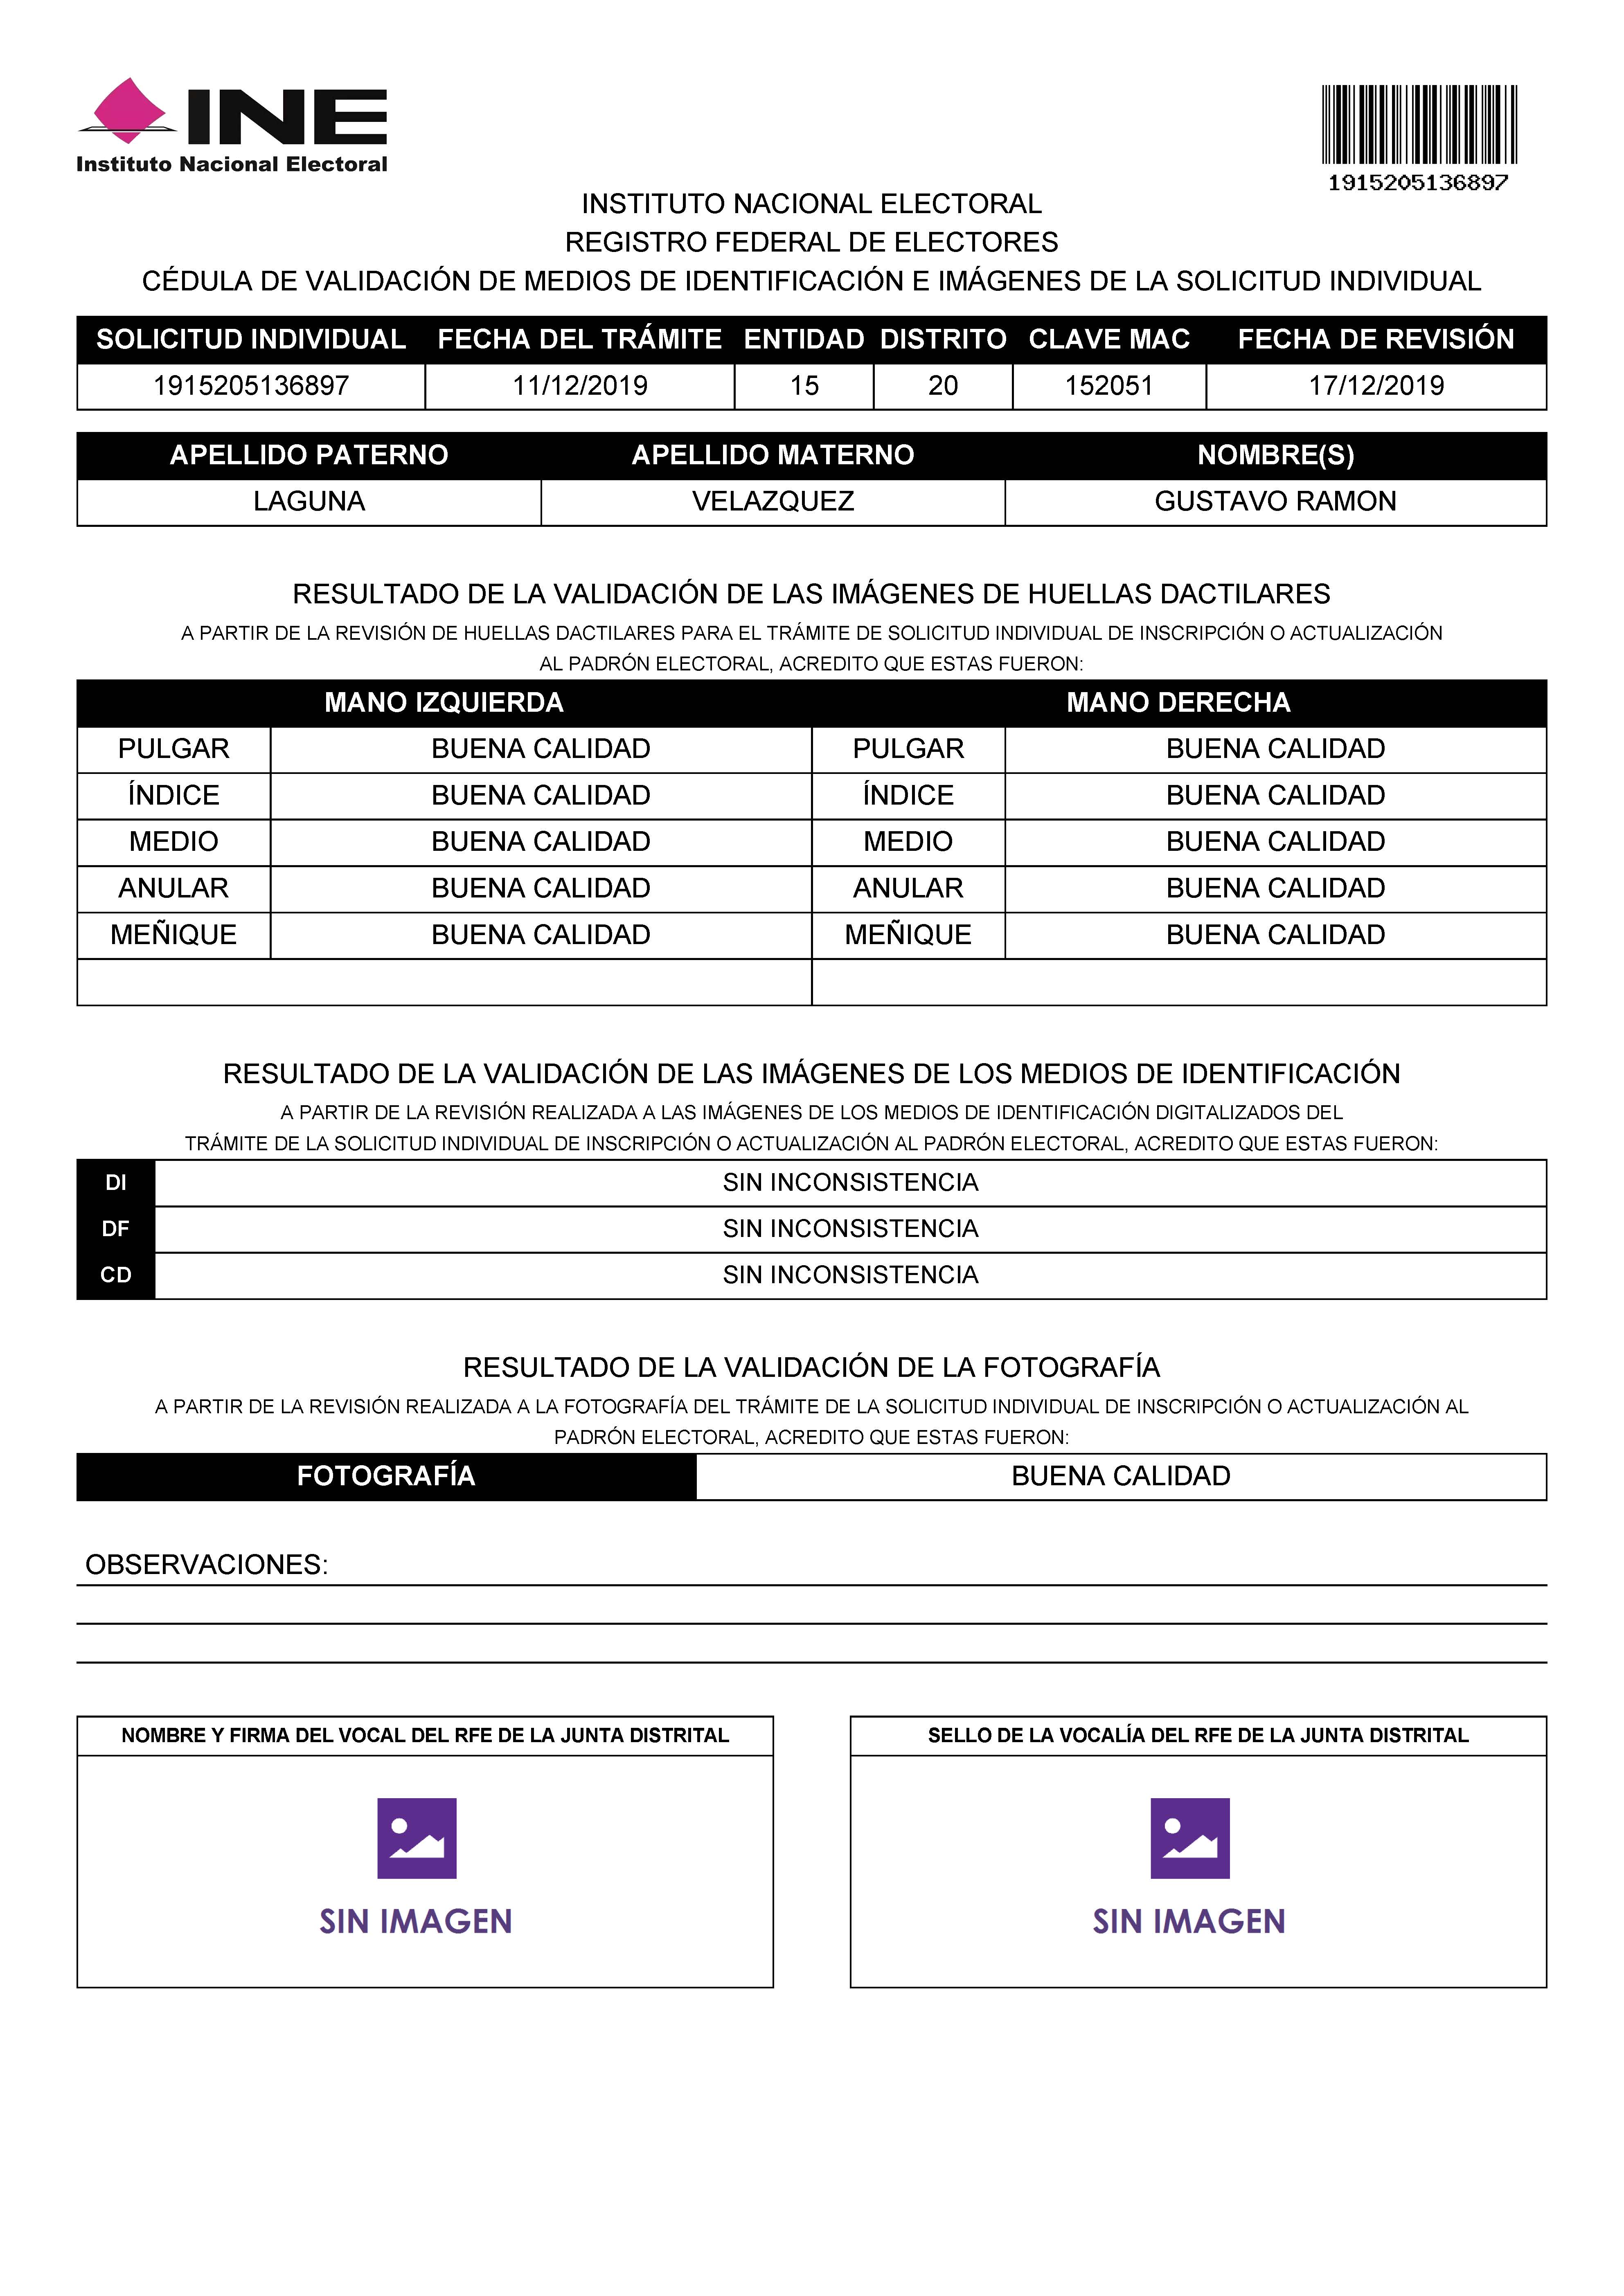 INE
Instituto Nacional Electoral
1915205136897
INSTITUTO NACIONAL ELECTORAL
REGISTRO FEDERAL DE ELECTORES
CÉDULA DE VALIDACIÓN DE MEDIOS DE IDENTIFICACIÓN E IMÁGENES DE LA SOLICITUD INDIVIDUAL
SOLICITUD INDIVIDUAL FECHA DEL TRÁMITE ENTIDAD DISTRITO CLAVE MAC FECHA DE REVISIÓN
1915205136897 11/12/2019 15 20 152051 17/12/2019
APELLIDO PATERNO APELLIDO MATERNO NOMBRE(S)
LAGUNA VELAZQUEZ GUSTAVO RAMON
RESULTADO DE LA VALIDACIÓN DE LAS IMÁGENES DE HUELLAS DACTILARES
A PARTIR DE LA REVISIÓN DE HUELLAS DACTILARES PARA EL TRÁMITE DE SOLICITUD INDIVIDUAL DE INSCRIPCIÓN O ACTUALIZACIÓN
AL PADRÓN ELECTORAL, ACREDITO QUE ESTAS FUERON:
MANO IZQUIERDA MANO DERECHA
PULGAR BUENA CALIDAD PULGAR BUENA CALIDAD
ÍNDICE BUENA CALIDAD ÍNDICE BUENA CALIDAD
MEDIO BUENA CALIDAD MEDIO BUENA CALIDAD
ANULAR BUENA CALIDAD ANULAR BUENA CALIDAD
MEÑIQUE BUENA CALIDAD MEÑIQUE BUENA CALIDAD
RESULTADO DE LA VALIDACIÓN DE LAS IMÁGENES DE LOS MEDIOS DE IDENTIFICACIÓN
A PARTIR DE LA REVISIÓN REALIZADA A LAS IMÁGENES DE LOS MEDIOS DE IDENTIFICACIÓN DIGITALIZADOS DEL
TRÁMITE DE LA SOLICITUD INDIVIDUAL DE INSCRIPCIÓN O ACTUALIZACIÓN AL PADRÓN ELECTORAL, ACREDITO QUE ESTAS FUERON:
DI SIN INCONSISTENCIA
DF SIN INCONSISTENCIA
CD SIN INCONSISTENCIA
RESULTADO DE LA VALIDACIÓN DE LA FOTOGRAFÍA
A PARTIR DE LA REVISIÓN REALIZADA A LA FOTOGRAFÍA DEL TRÁMITE DE LA SOLICITUD INDIVIDUAL DE INSCRIPCIÓN O ACTUALIZACIÓN AL
PADRÓN ELECTORAL, ACREDITO QUE ESTAS FUERON:
FOTOGRAFÍA BUENA CALIDAD
OBSERVACIONES:
NOMBRE Y FIRMA DEL VOCAL DEL RFE DE LA JUNTA DISTRITAL SELLO DE LA VOCALÍA DEL RFE DE LA JUNTA DISTRITAL
SIN IMAGEN SIN IMAGEN